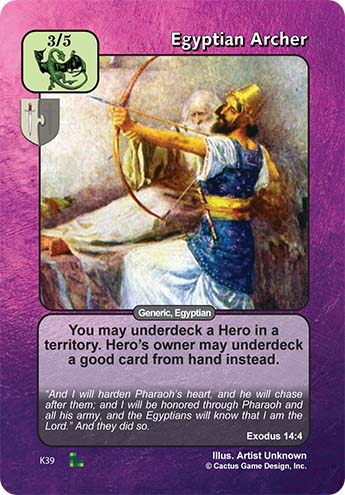 3/5
Egyptian Archer
Generic, Egyptian
You may underdeck a Hero in a
territory. Hero's owner may underdeck
a good card from hand instead.
"And I will harden Pharaoh's heart, and he will chase
after them; and I will be honored through Pharaoh and
all his army, and the Egyptians will know that I am the
Lord." And they did so.
Exodus 14:4
K39
Illus. Artist Unknown
© Cactus Game Design, Inc.